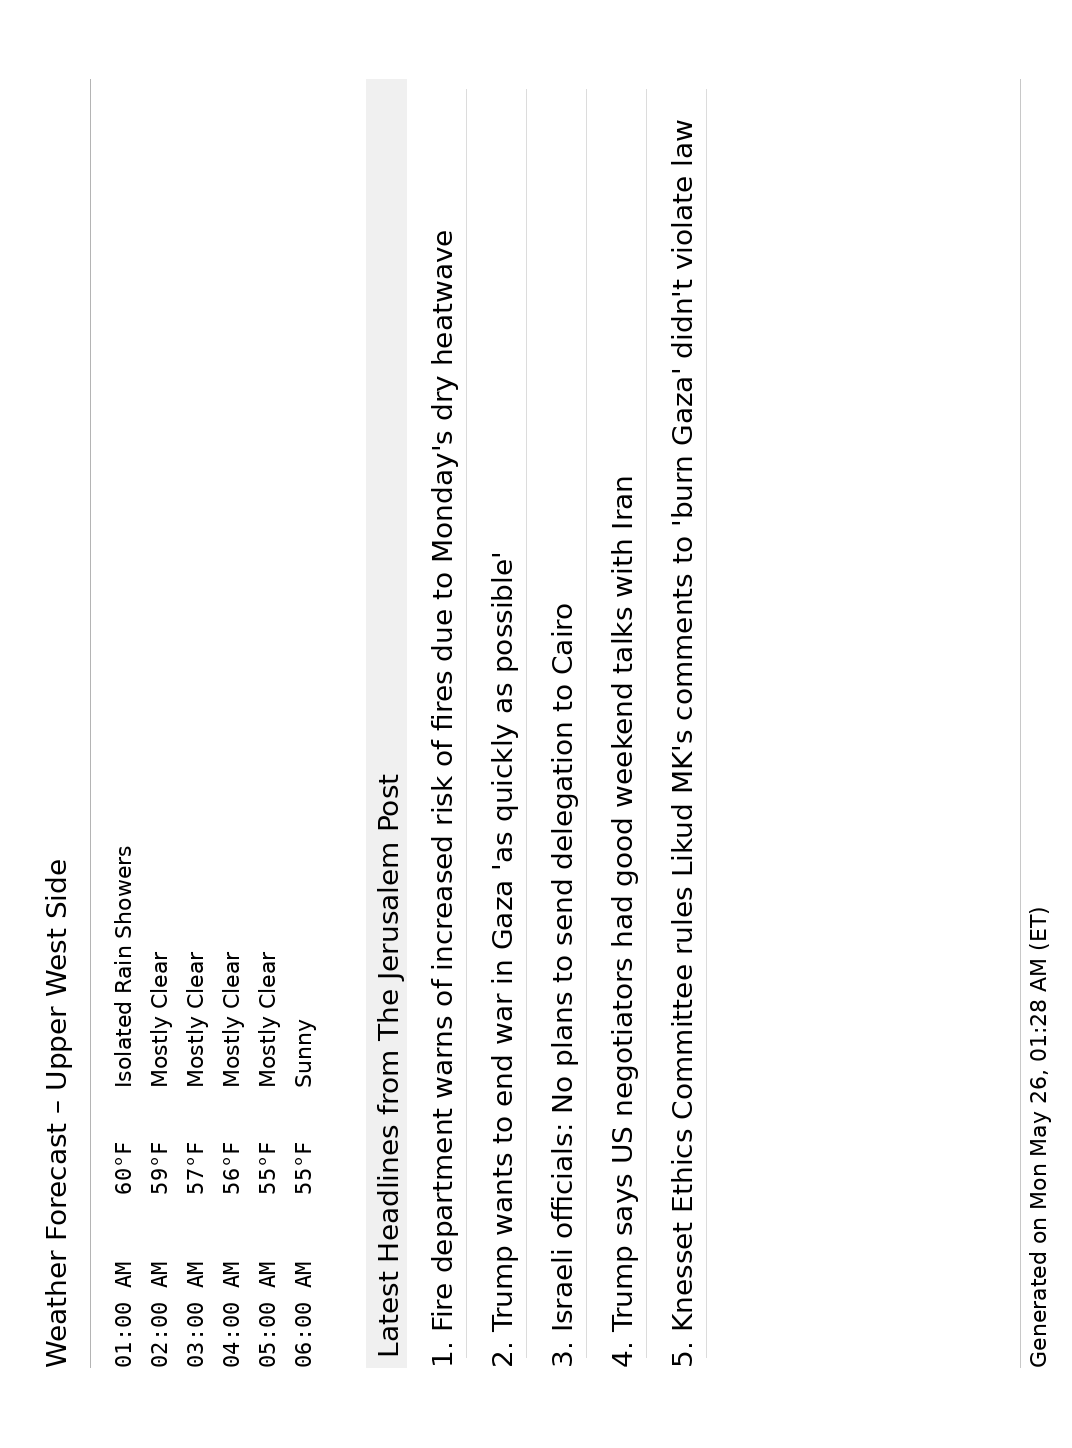 Weather Forecast – Upper West Side
01:00 AM 60°F Isolated Rain Showers
02:00 AM 59°F Mostly Clear
03:00 AM 57°F Mostly Clear
04:00 AM 56°F Mostly Clear
05:00 AM 55°F Mostly Clear
06:00 AM 55°F Sunny
Latest Headlines from The Jerusalem Post
1. Fire department warns of increased risk of fires due to Monday's dry heatwave
2. Trump wants to end war in Gaza 'as quickly as possible'
3. Israeli officials: No plans to send delegation to Cairo
4. Trump says US negotiators had good weekend talks with Iran
5. Knesset Ethics Committee rules Likud MK's comments to 'burn Gaza' didn't violate law
Generated on Mon May 26, 01:28 AM (ET)